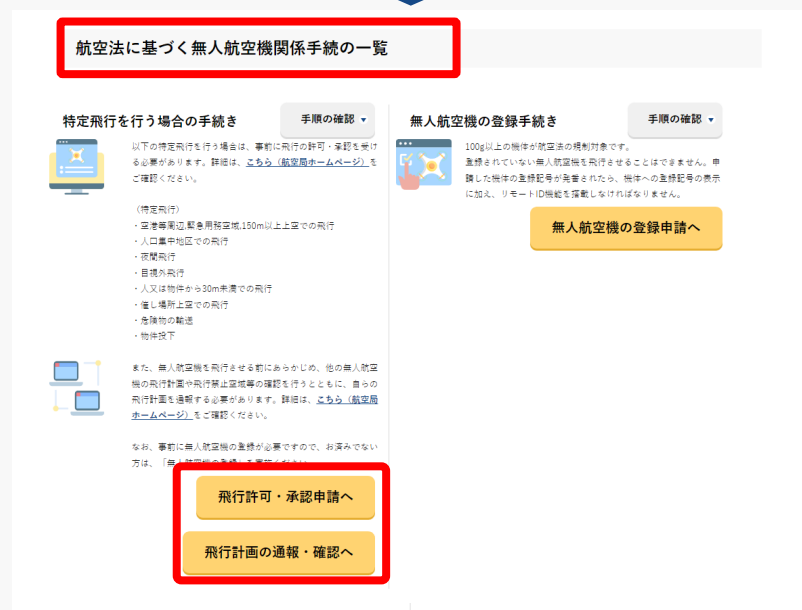 航空法に基づく無人航空機関係手続の一覧
特定飛行を行う場合の手続き
手順の確認
以下の特定飛行を行う場合は、事前に飛行の許可・承認を受け
る必要があります。詳細は、こちら（航空局ホームページ）を
ご確認ください。
（特定飛行）
・空港等周辺,緊急用務空域,150m以上上空での飛行
・人口集中地区での飛行
・夜間飛行
・目視外飛行
・人又は物件から30m未満での飛行
・催し場所上空での飛行
・危険物の輸送
・物件投下
また、無人航空機を飛行させる前にあらかじめ、他の無人航空
機の飛行計画や飛行禁止空域等の確認を行うとともに、自らの
飛行計画を通報する必要があります。詳細は、こちら（航空局
ホームページ）をご確認ください。
なお、事前に無人航空機の登録が必要ですので、お済みでない
方は、「無人航空機の登録」を実施ください。
飛行許可・承認申請へ
飛行計画の通報・確認へ
無人航空機の登録手続き
手順の確認
100g以上の機体が航空法の規制対象です。
登録されていない無人航空機を飛行させることはできません。申
請した機体の登録記号が発番されたら、機体への登録記号の表示
に加え、リモートID機能を搭載しなければなりません。
無人航空機の登録申請へ